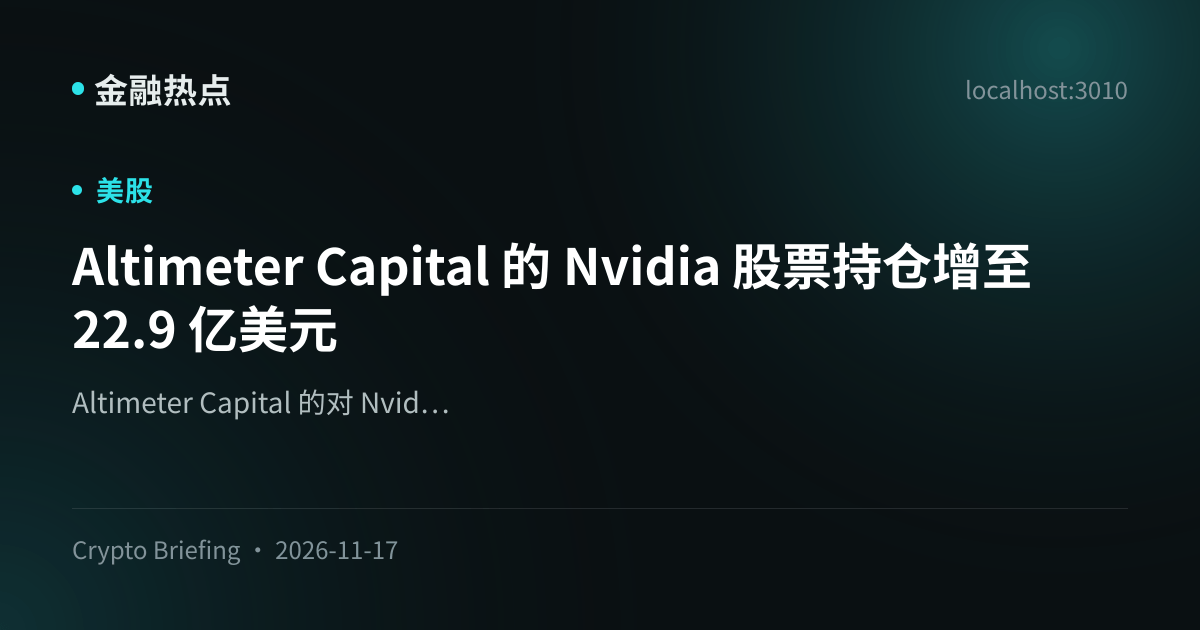 金融热点
localhost:3010
美股
Altimeter Capital 的 Nvidia 股票持仓增至
22.9 亿美元
Altimeter Capital 的对 Nvid…
Crypto Briefing · 2026-11-17